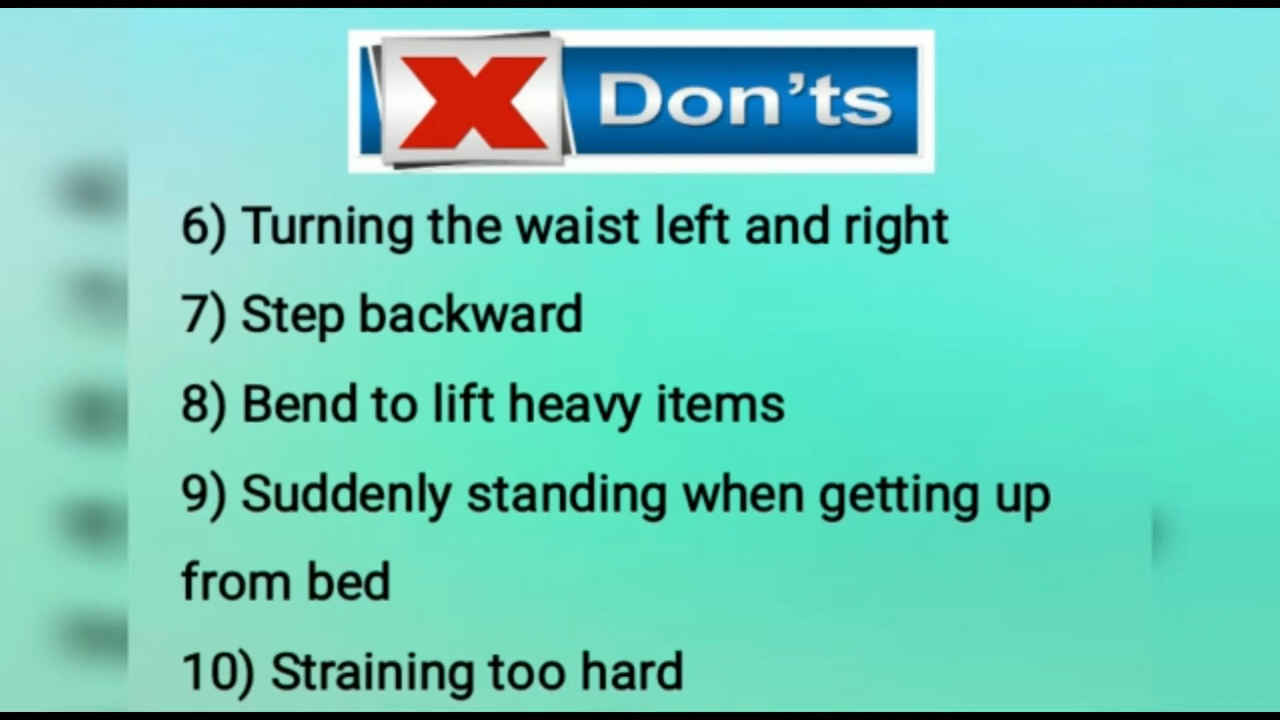 X Don'ts
6) Turning the waist left and right
7) Step backward
8) Bend to lift heavy items
9) Suddenly standing when getting up
from bed
10) Straining too hard